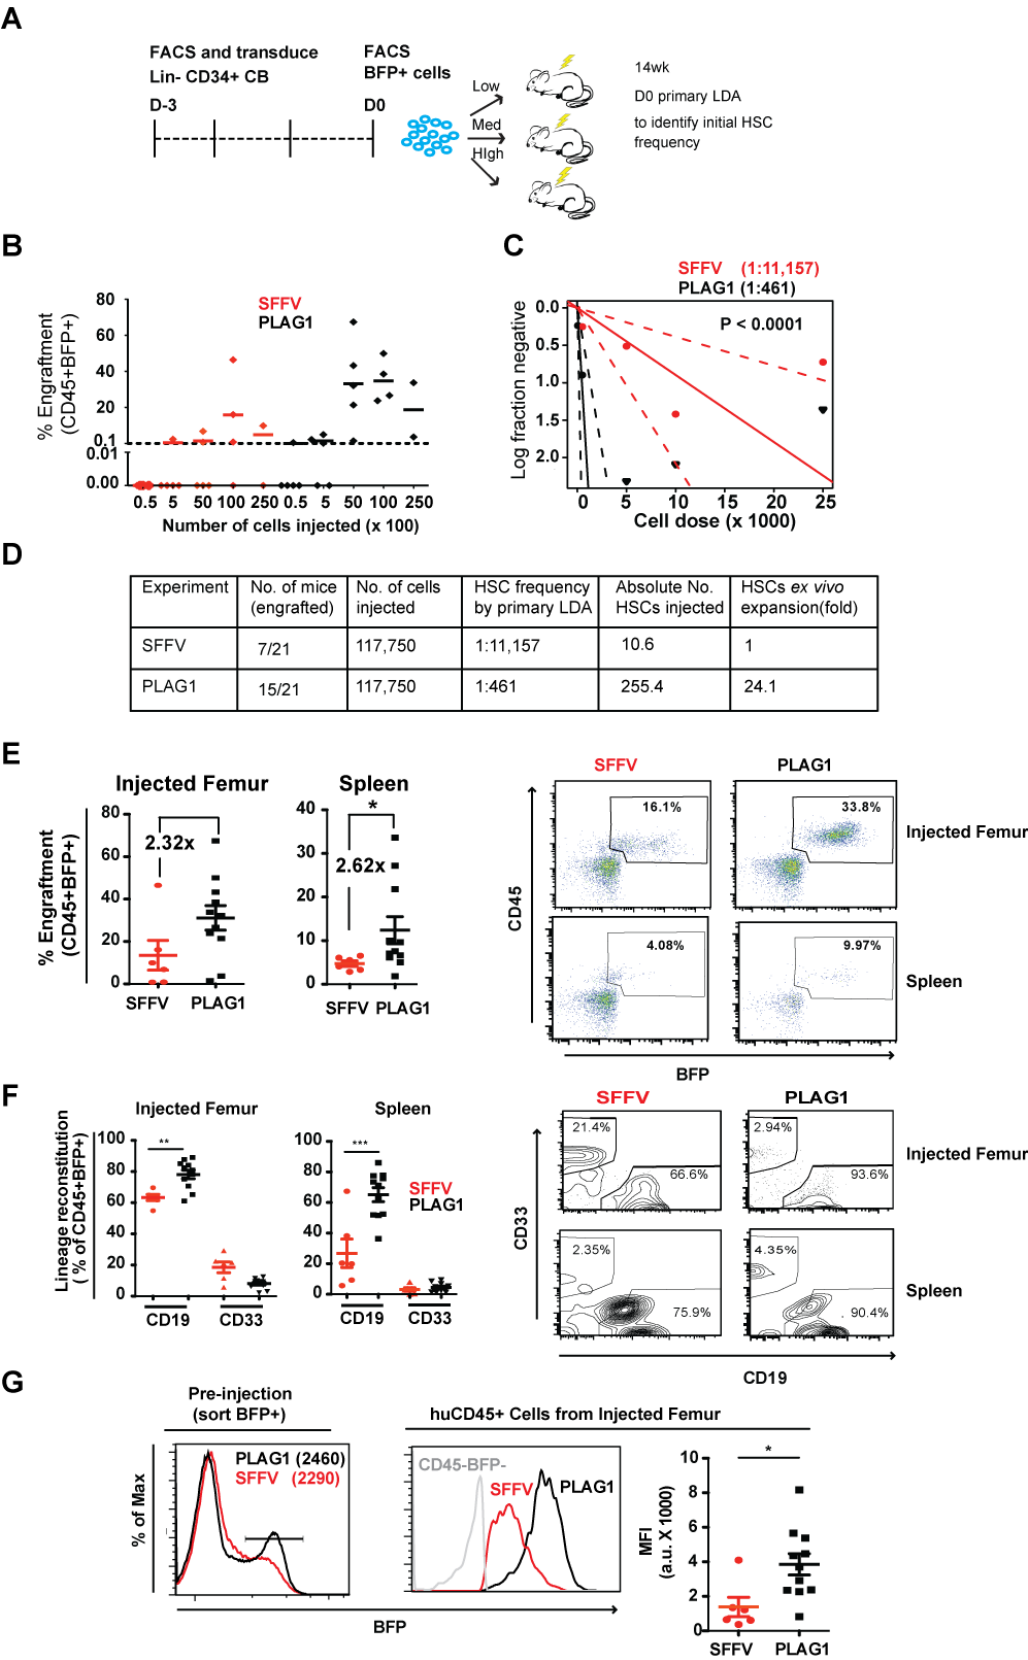 A
FACS and transduce
Lin- CD34+ CB
D-3
FACS
BFP+ cells
D0
Low
Med
HIgh
14wk
D0 primary LDA
to identify initial HSC
frequency
B
% Engraftment
(CD45+BFP+)
80
40
20
0.1
0.01
0.00
SFFV
PLAG1
0.5 5 50 100 250 0.5 5 50 100 250
Number of cells injected (x 100)
C
SFFV (1:11,157)
PLAG1 (1:461)
P < 0.0001
Log fraction negative
0.0
0.5
1.0
1.5
2.0
0 5 10 15 20 25
Cell dose (x 1000)
D
Experiment | No. of mice (engrafted) | No. of cells injected | HSC frequency by primary LDA | Absolute No. HSCs injected | HSCs ex vivo expansion(fold)
SFFV | 7/21 | 117,750 | 1:11,157 | 10.6 | 1
PLAG1 | 15/21 | 117,750 | 1:461 | 255.4 | 24.1
E
Injected Femur
% Engraftment
(CD45+BFP+)
80
60
40
20
0
2.32x
SFFV PLAG1
Spleen
40
30
20
10
0
*
2.62x
SFFV PLAG1
SFFV
PLAG1
16.1%
33.8%
Injected Femur
CD45
4.08%
9.97%
Spleen
BFP
F
Injected Femur
Lineage reconstitution
( % of CD45+BFP+)
100
80
60
40
20
0
**
CD19 CD33
Spleen
100
80
60
40
20
0
***
SFFV
PLAG1
CD19 CD33
SFFV
PLAG1
21.4%
66.6%
2.94%
93.6%
Injected Femur
CD33
2.35%
75.9%
4.35%
90.4%
Spleen
CD19
G
Pre-injection
(sort BFP+)
% of Max
PLAG1 (2460)
SFFV (2290)
huCD45+ Cells from Injected Femur
CD45-BFP-
SFFV
PLAG1
BFP
MFI
(a.u. X 1000)
10
8
6
4
2
0
*
SFFV PLAG1